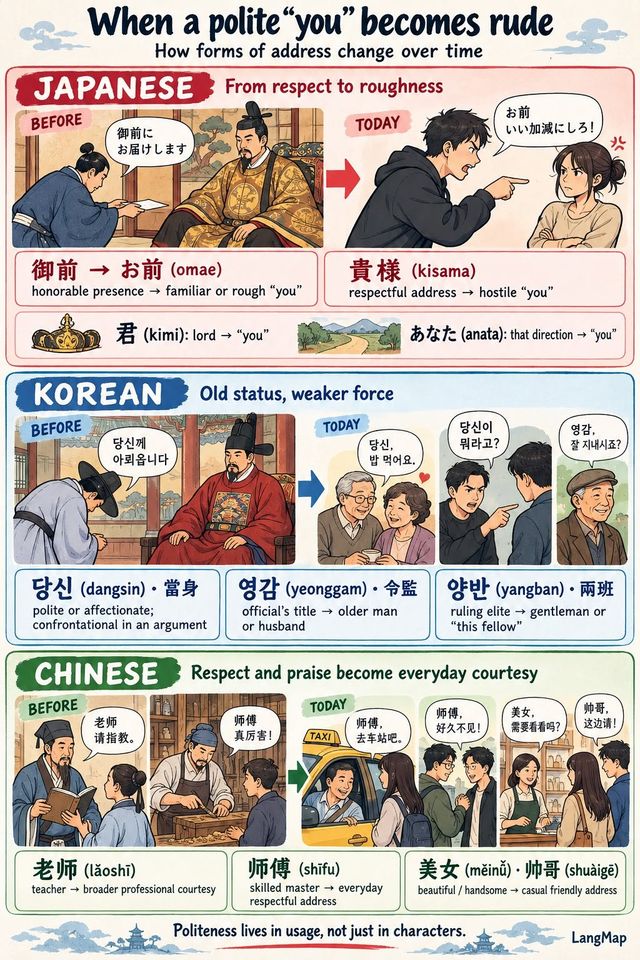 When a polite “you” becomes rude
How forms of address change over time
JAPANESE
From respect to roughness
BEFORE
御前に
お届けします
TODAY
お前
いい加減にしろ!
御前 → お前 (omae)
honorable presence → familiar or rough “you”
貴様 (kisama)
respectful address → hostile “you”
君 (kimi): lord → “you”
あなた (anata): that direction → “you”
KOREAN
Old status, weaker force
BEFORE
당신께
아뢰옵니다
TODAY
당신,
밥 먹어요.
당신이
뭐라고?
영감,
잘 지내시죠?
당신 (dangsin) · 當身
polite or affectionate;
confrontational in an argument
영감 (yeonggam) · 令監
official’s title → older man
or husband
양반 (yangban) · 兩班
ruling elite → gentleman or
“this fellow”
CHINESE
Respect and praise become everyday courtesy
BEFORE
老师
请指教。
师傅
真厉害!
TODAY
TAXI
师傅,
去车站吧。
师傅,
好久不见!
美女,
需要看看吗?
帅哥,
这边请!
老师 (lǎoshī)
teacher → broader professional courtesy
师傅 (shīfu)
skilled master → everyday
respectful address
美女 (měinǚ) · 帅哥 (shuàigē)
beautiful / handsome → casual friendly address
Politeness lives in usage, not just in characters.
LangMap